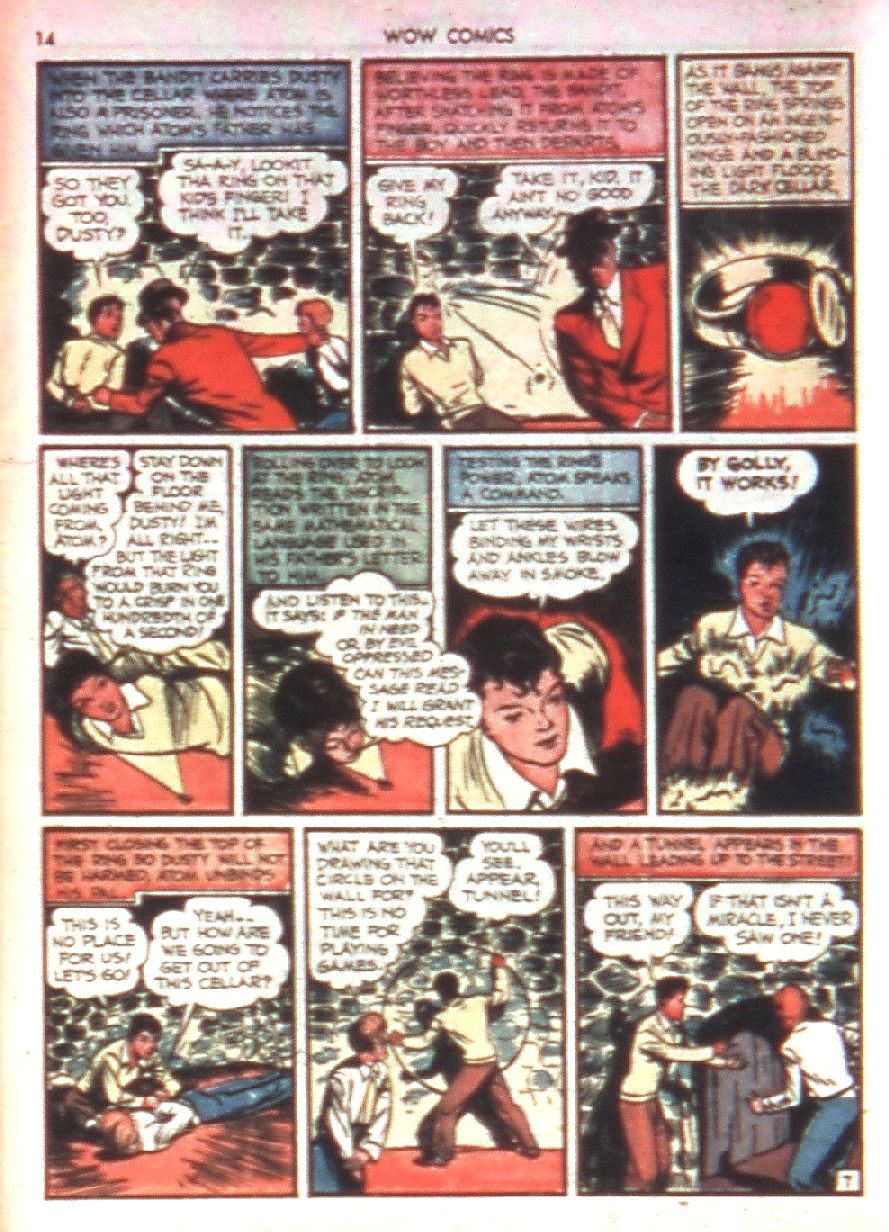 14
WOW COMICS
WHEN THE BANDIT CARRIES DUSTY
INTO THE CELLAR WHERE ATOM IS
ALSO A PRISONER, HE NOTICES THE
RING WHICH ATOM'S FATHER HAS
GIVEN HIM.
SO THEY
GOT YOU,
TOO,
DUSTY?
SA-A-Y, LOOKIT
THA RING ON THAT
KID'S FINGER! I
THINK I'LL TAKE
IT.
BELIEVING THE RING IS MADE OF
WORTHLESS LEAD, THE BANDIT,
AFTER SNATCHING IT FROM ATOM'S
FINGER, QUICKLY RETURNS IT TO
THE BOY AND THEN DEPARTS.
GIVE MY
RING
BACK!
TAKE IT, KID. IT
AIN'T NO GOOD
ANYWAY.
AS IT BANGS AGAINST
THE WALL, THE TOP
OF THE RING SPRINGS
OPEN ON AN INGENI-
OUSLY-FASHIONED
HINGE AND A BLIND-
ING LIGHT FLOODS
THE DARK CELLAR.
WHERE'S
ALL THAT
LIGHT
COMING
FROM,
ATOM?
STAY DOWN
ON THE
FLOOR
BEHIND ME,
DUSTY! I'M
ALL RIGHT--
BUT THE LIGHT
FROM THAT RING
WOULD BURN YOU
TO A CRISP IN ONE
HUNDREDTH OF
A SECOND!
ROLLING OVER TO LOOK
AT THE RING, ATOM
READS THE INSCRIP-
TION WRITTEN IN THE
SAME MATHEMATICAL
LANGUAGE USED IN
HIS FATHER'S LETTER
TO HIM.
AND LISTEN TO THIS--
IT SAYS: IF THE MAN
IN NEED
OR BY EVIL
OPPRESSED
CAN THIS MES-
SAGE READ--
I WILL GRANT
HIS REQUEST.
TESTING THE RING'S
POWER, ATOM SPEAKS
A COMMAND.
LET THESE WIRES
BINDING MY WRISTS
AND ANKLES BLOW
AWAY IN SMOKE.
BY GOLLY,
IT WORKS!
FIRST CLOSING THE TOP OF
THE RING SO DUSTY WILL NOT
BE HARMED, ATOM UNBINDS
HIS PAL.
THIS IS
NO PLACE
FOR US!
LET'S GO!
YEAH--
BUT HOW ARE
WE GOING TO
GET OUT OF
THIS CELLAR?
WHAT ARE YOU
DRAWING THAT
CIRCLE ON THE
WALL FOR?
THIS IS NO
TIME FOR
PLAYING
GAMES.
YOU'LL
SEE.
APPEAR,
TUNNEL!
AND A TUNNEL APPEARS IN THE
WALL LEADING UP TO THE STREET!
THIS WAY
OUT, MY
FRIEND!
IF THAT ISN'T A
MIRACLE, I NEVER
SAW ONE!
7